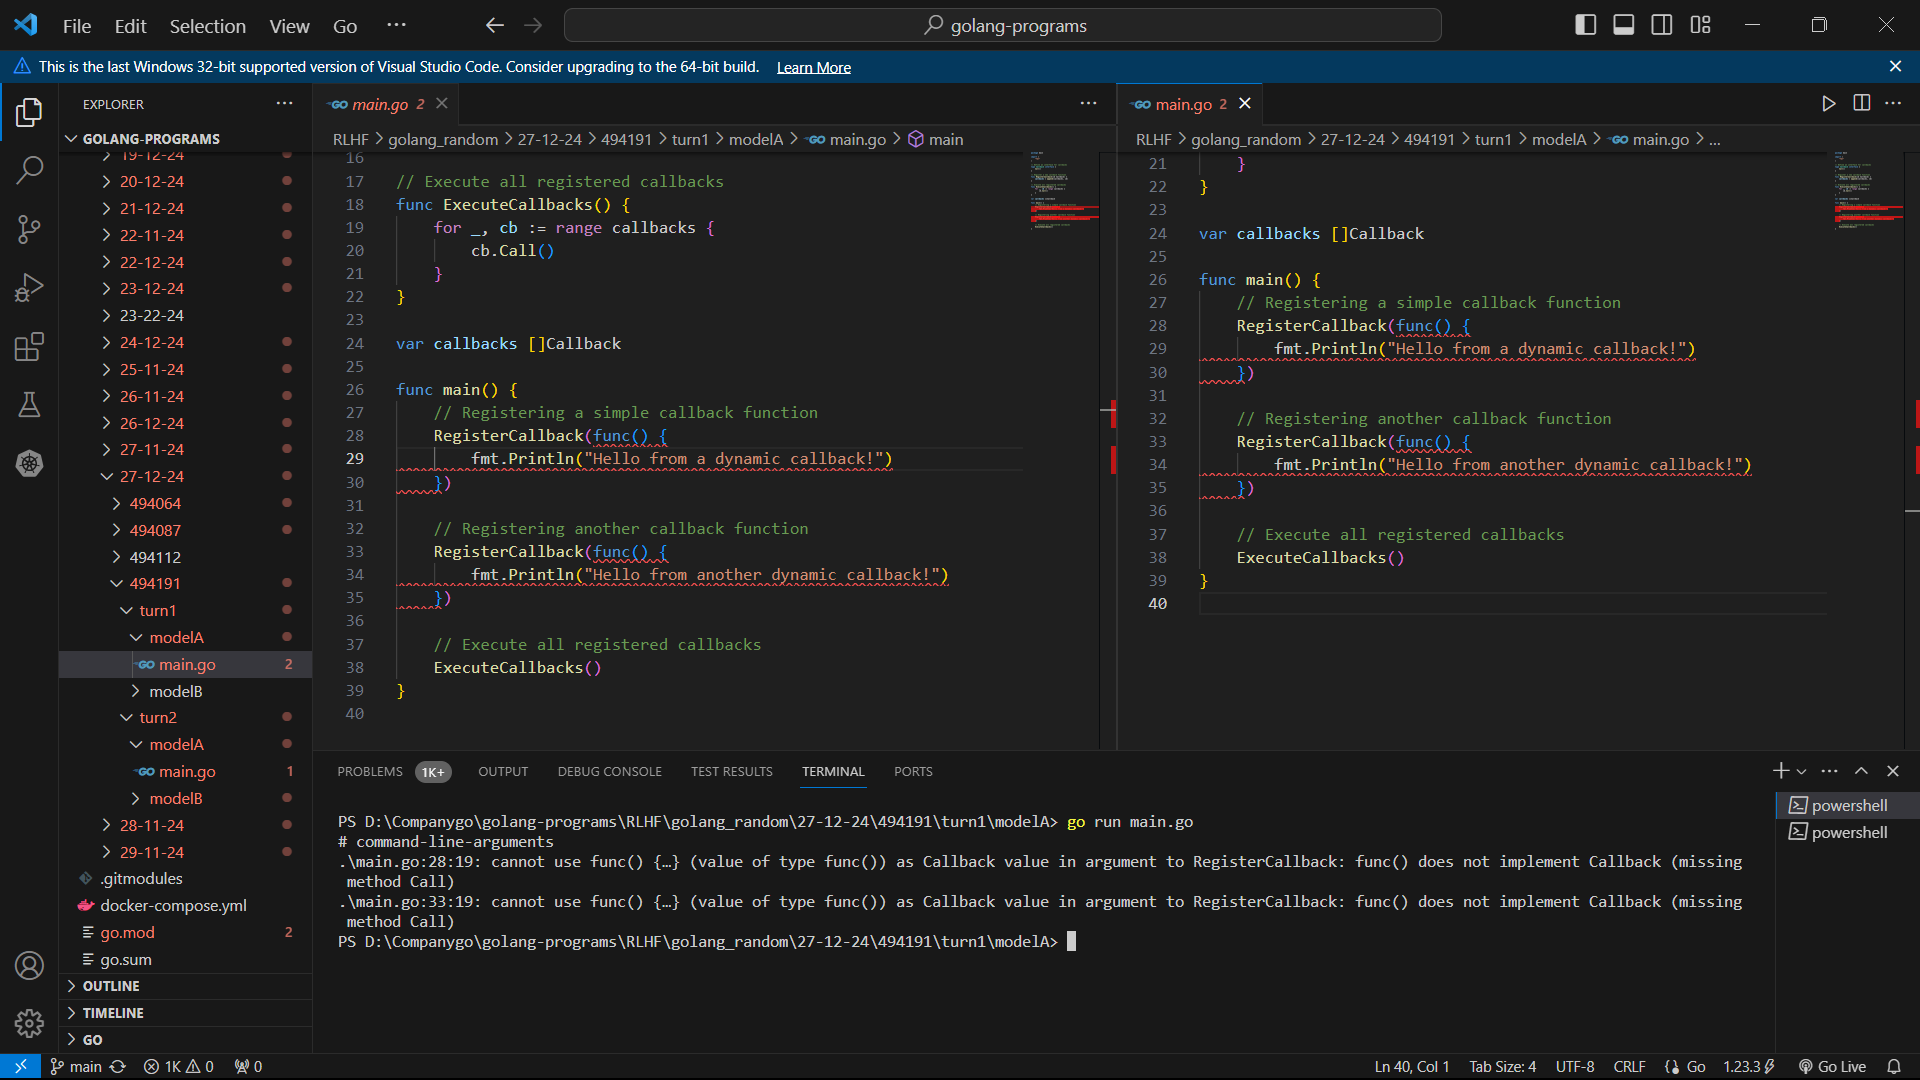 File Edit Selection View Go ··· golang-programs
This is the last Windows 32-bit supported version of Visual Studio Code. Consider upgrading to the 64-bit build. Learn More
EXPLORER ···
GOLANG-PROGRAMS
19-12-24
20-12-24
21-12-24
22-11-24
22-12-24
23-12-24
23-22-24
24-12-24
25-11-24
26-11-24
26-12-24
27-11-24
27-12-24
494064
494087
494112
494191
turn1
modelA
main.go 2
modelB
turn2
modelA
main.go 1
modelB
28-11-24
29-11-24
.gitmodules
docker-compose.yml
go.mod 2
go.sum
OUTLINE
TIMELINE
GO
main.go 2
RLHF > golang_random > 27-12-24 > 494191 > turn1 > modelA > main.go > main
16
17 // Execute all registered callbacks
18 func ExecuteCallbacks() {
19 for _, cb := range callbacks {
20 cb.Call()
21 }
22 }
23
24 var callbacks []Callback
25
26 func main() {
27 // Registering a simple callback function
28 RegisterCallback(func() {
29 fmt.Println("Hello from a dynamic callback!")
30 })
31
32 // Registering another callback function
33 RegisterCallback(func() {
34 fmt.Println("Hello from another dynamic callback!")
35 })
36
37 // Execute all registered callbacks
38 ExecuteCallbacks()
39 }
40
main.go 2
RLHF > golang_random > 27-12-24 > 494191 > turn1 > modelA > main.go > ...
21 }
22 }
23
24 var callbacks []Callback
25
26 func main() {
27 // Registering a simple callback function
28 RegisterCallback(func() {
29 fmt.Println("Hello from a dynamic callback!")
30 })
31
32 // Registering another callback function
33 RegisterCallback(func() {
34 fmt.Println("Hello from another dynamic callback!")
35 })
36
37 // Execute all registered callbacks
38 ExecuteCallbacks()
39 }
40
PROBLEMS 1K+ OUTPUT DEBUG CONSOLE TEST RESULTS TERMINAL PORTS
PS D:\Companygo\golang-programs\RLHF\golang_random\27-12-24\494191\turn1\modelA> go run main.go
# command-line-arguments
.\main.go:28:19: cannot use func() {…} (value of type func()) as Callback value in argument to RegisterCallback: func() does not implement Callback (missing
method Call)
.\main.go:33:19: cannot use func() {…} (value of type func()) as Callback value in argument to RegisterCallback: func() does not implement Callback (missing
method Call)
PS D:\Companygo\golang-programs\RLHF\golang_random\27-12-24\494191\turn1\modelA>
powershell
powershell
main 1K 0 0 Ln 40, Col 1 Tab Size: 4 UTF-8 CRLF Go 1.23.3 Go Live